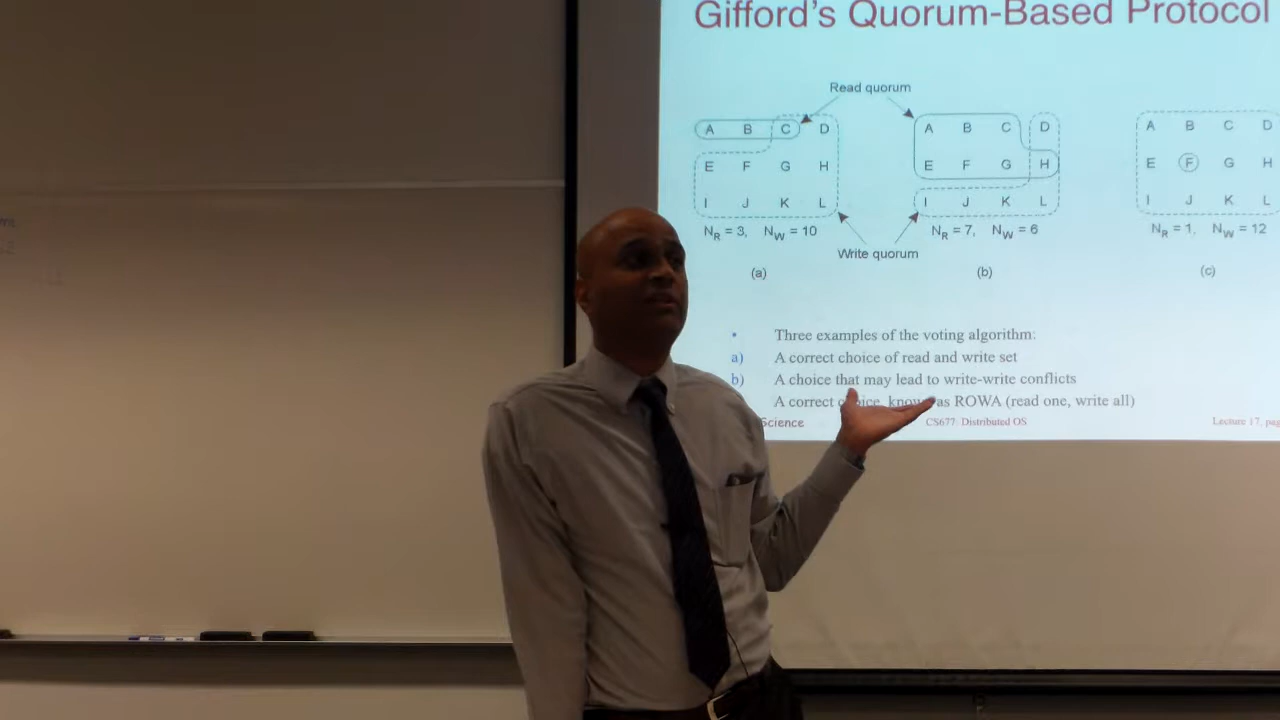 Gifford's Quorum-Based Protocol
Read quorum
A B C D
E F G H
I J K L
N_R = 3, N_W = 10
(a)
A B C D
E F G H
I J K L
N_R = 7, N_W = 6
(b)
A B C D
E F G H
I J K L
N_R = 1, N_W = 12
(c)
Write quorum
• Three examples of the voting algorithm:
a) A correct choice of read and write set
b) A choice that may lead to write-write conflicts
A correct as ROWA (read one, write all)
Science CS677: Distributed OS Lecture 17,